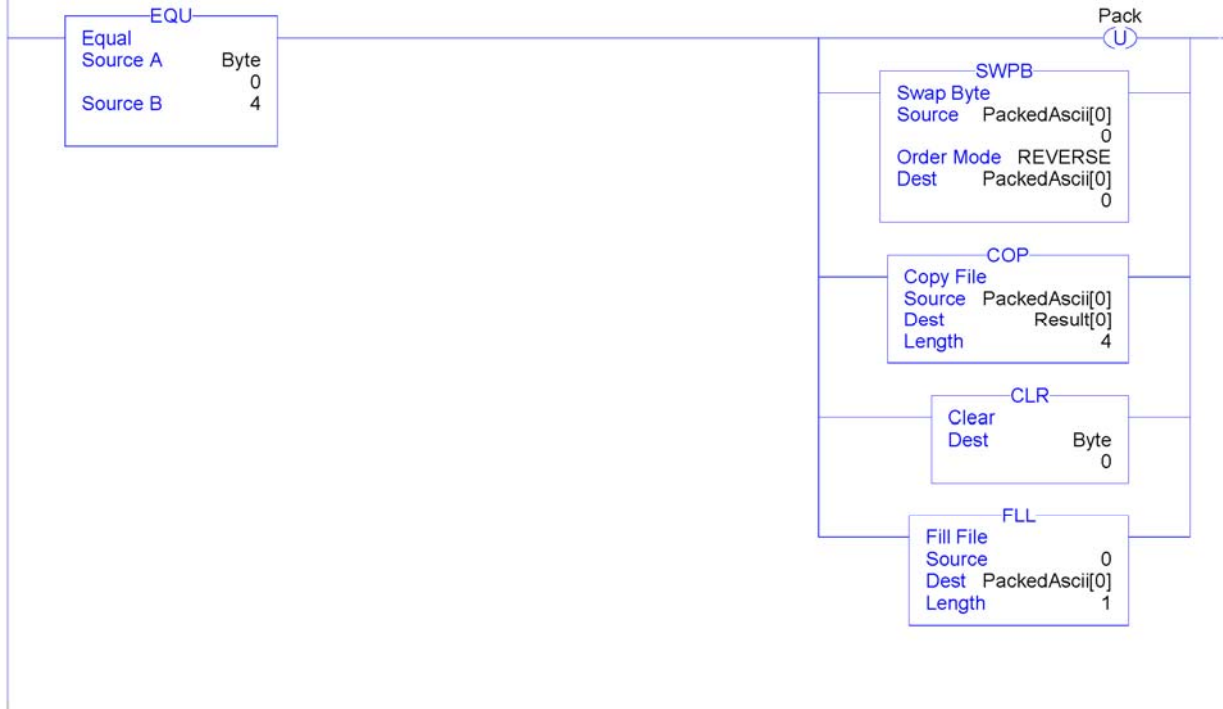 EQU
Equal
Source A Byte
0
Source B 4
Pack
U
SWPB
Swap Byte
Source PackedAscii[0]
0
Order Mode REVERSE
Dest PackedAscii[0]
0
COP
Copy File
Source PackedAscii[0]
Dest Result[0]
Length 4
CLR
Clear
Dest Byte
0
FLL
Fill File
Source 0
Dest PackedAscii[0]
Length 1